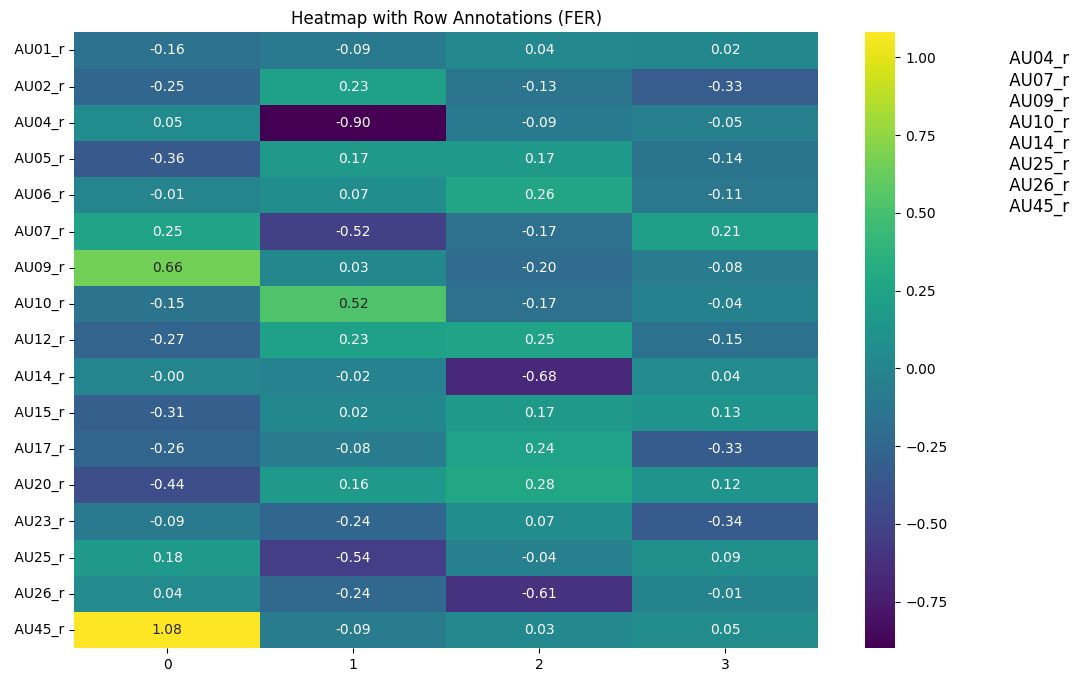 Heatmap with Row Annotations (FER)
AU01_r -0.16 -0.09 0.04 0.02
AU02_r -0.25 0.23 -0.13 -0.33
AU04_r 0.05 -0.90 -0.09 -0.05
AU05_r -0.36 0.17 0.17 -0.14
AU06_r -0.01 0.07 0.26 -0.11
AU07_r 0.25 -0.52 -0.17 0.21
AU09_r 0.66 0.03 -0.20 -0.08
AU10_r -0.15 0.52 -0.17 -0.04
AU12_r -0.27 0.23 0.25 -0.15
AU14_r -0.00 -0.02 -0.68 0.04
AU15_r -0.31 0.02 0.17 0.13
AU17_r -0.26 -0.08 0.24 -0.33
AU20_r -0.44 0.16 0.28 0.12
AU23_r -0.09 -0.24 0.07 -0.34
AU25_r 0.18 -0.54 -0.04 0.09
AU26_r 0.04 -0.24 -0.61 -0.01
AU45_r 1.08 -0.09 0.03 0.05
0 1 2 3
1.00
0.75
0.50
0.25
0.00
−0.25
−0.50
−0.75
AU04_r
AU07_r
AU09_r
AU10_r
AU14_r
AU25_r
AU26_r
AU45_r